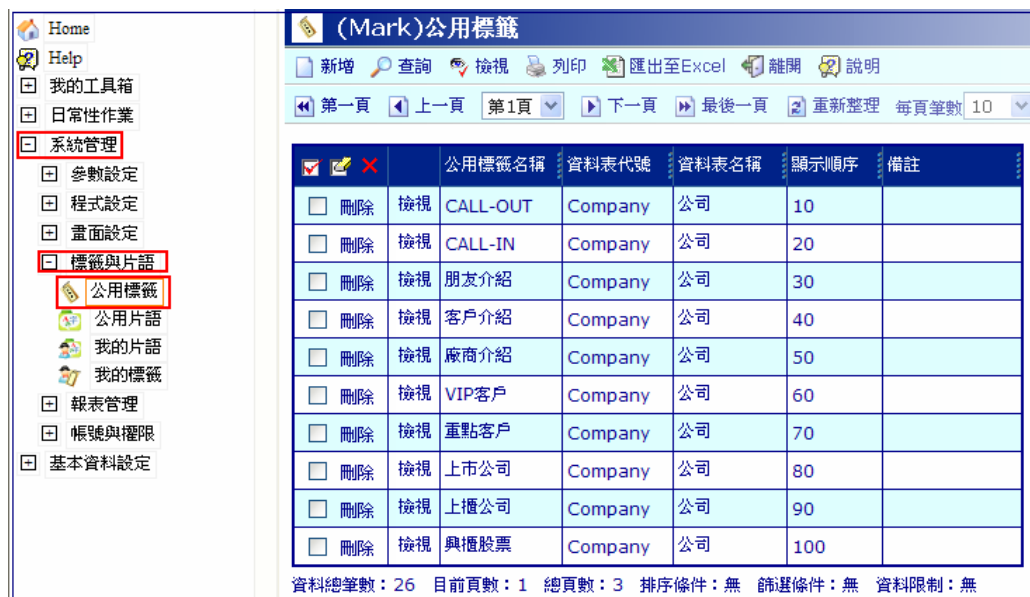 Home
Help
我的工具箱
日常性作業
系統管理
參數設定
程式設定
畫面設定
標籤與片語
公用標籤
公用片語
我的片語
我的標籤
報表管理
帳號與權限
基本資料設定
(Mark)公用標籤
新增 查詢 檢視 列印 匯出至Excel 離開 說明
第一頁 上一頁 第1頁 下一頁 最後一頁 重新整理 每頁筆數 10
公用標籤名稱 資料表代號 資料表名稱 顯示順序 備註
刪除 檢視 CALL-OUT Company 公司 10
刪除 檢視 CALL-IN Company 公司 20
刪除 檢視 朋友介紹 Company 公司 30
刪除 檢視 客戶介紹 Company 公司 40
刪除 檢視 廠商介紹 Company 公司 50
刪除 檢視 VIP客戶 Company 公司 60
刪除 檢視 重點客戶 Company 公司 70
刪除 檢視 上市公司 Company 公司 80
刪除 檢視 上櫃公司 Company 公司 90
刪除 檢視 興櫃股票 Company 公司 100
資料總筆數：26 目前頁數：1 總頁數：3 排序條件：無 篩選條件：無 資料限制：無